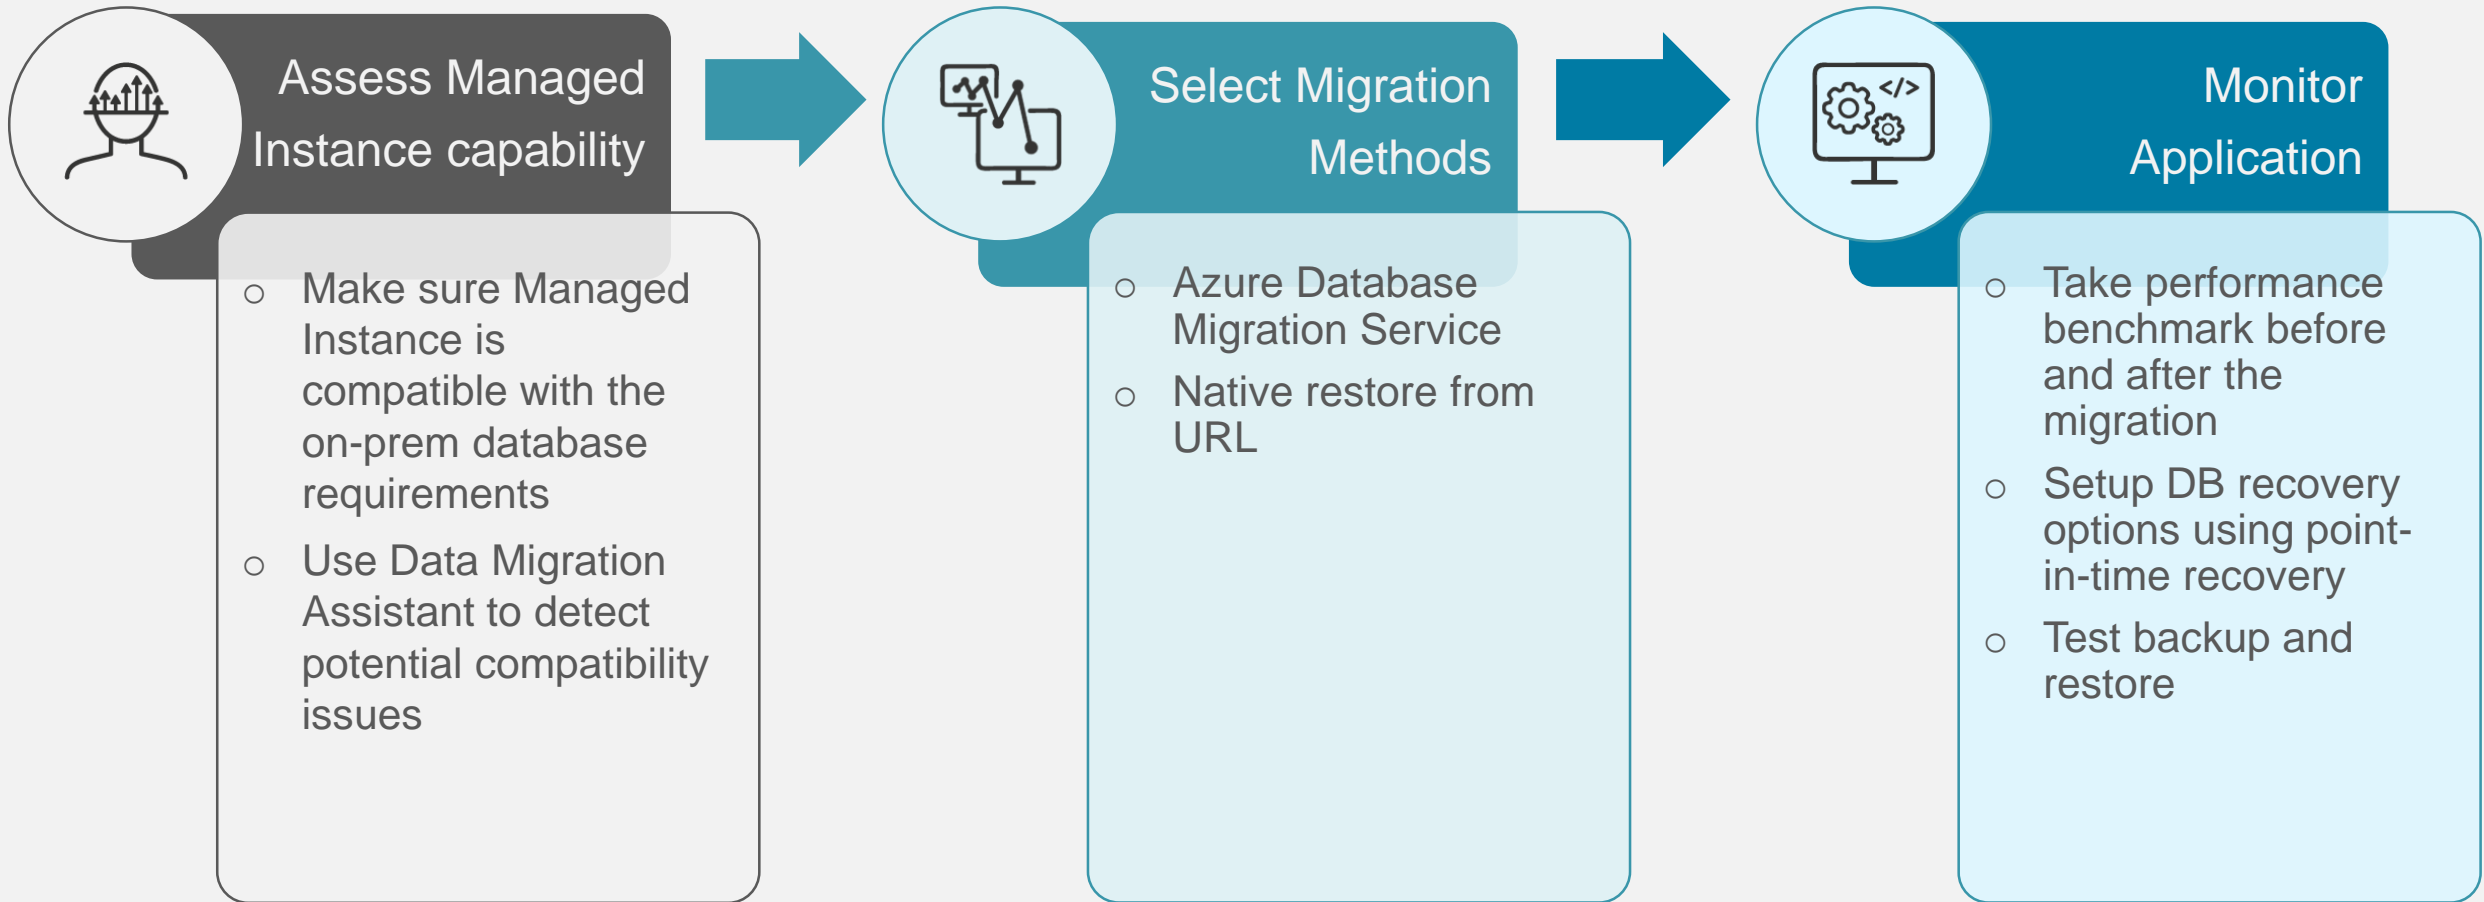 Assess Managed
Instance capability
○ Make sure Managed
Instance is
compatible with the
on-prem database
requirements
○ Use Data Migration
Assistant to detect
potential compatibility
issues
Select Migration
Methods
○ Azure Database
Migration Service
○ Native restore from
URL
</>
Monitor
Application
○ Take performance
benchmark before
and after the
migration
○ Setup DB recovery
options using point-
in-time recovery
○ Test backup and
restore